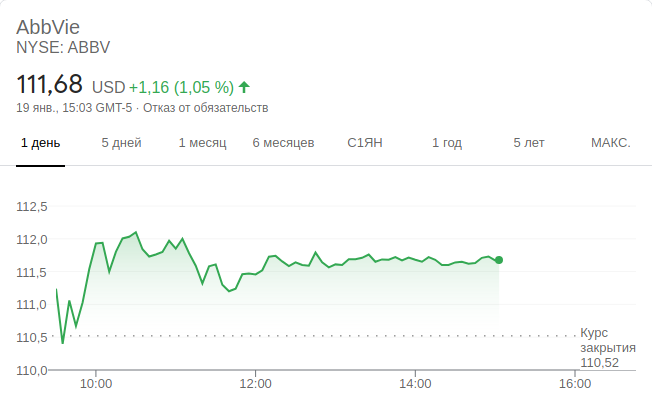 AbbVie
NYSE: ABBV
111,68 USD +1,16 (1,05 %)
19 янв., 15:03 GMT-5 · Отказ от обязательств
1 день 5 дней 1 месяц 6 месяцев С1ЯН 1 год 5 лет МАКС.
112,5
112,0
111,5
111,0
110,5
Курс
закрытия
110,52
110,0
10:00 12:00 14:00 16:00